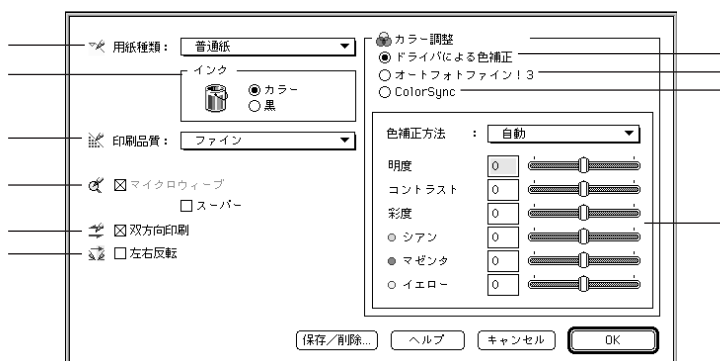 用紙種類： 普通紙
インク
カラー
黒
印刷品質： ファイン
マイクロウィーブ
スーパー
双方向印刷
左右反転
カラー調整
ドライバによる色補正
オートフォトファイン！3
ColorSync
色補正方法 ： 自動
明度 0
コントラスト 0
彩度 0
シアン 0
マゼンタ 0
イエロー 0
保存／削除... ヘルプ キャンセル OK